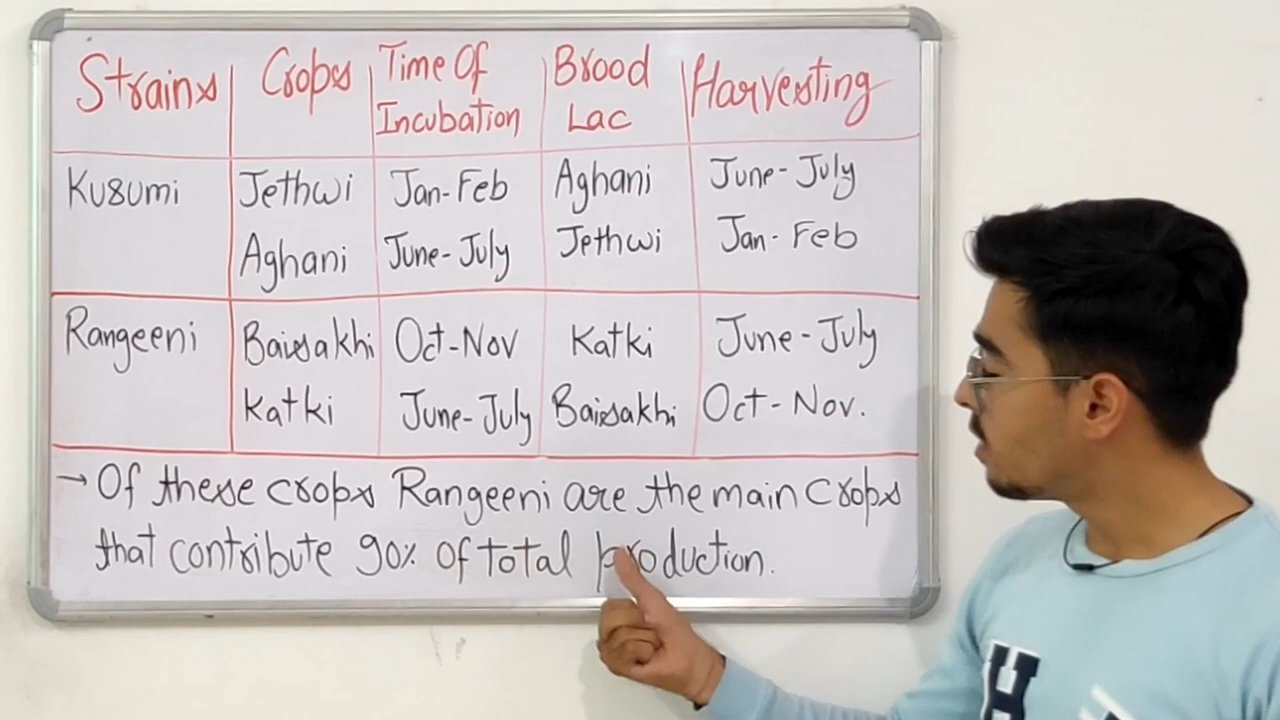 Strains Crops Time Of Incubation Brood Lac Harvesting
Kusumi Jethwi Jan-Feb Aghani June-July
Aghani June-July Jethwi Jan-Feb
Rangeeni Baisakhi Oct-Nov Katki June-July
Katki June-July Baisakhi Oct-Nov.
→ Of these crops Rangeeni are the main crops
that contribute 90% of total production.
H